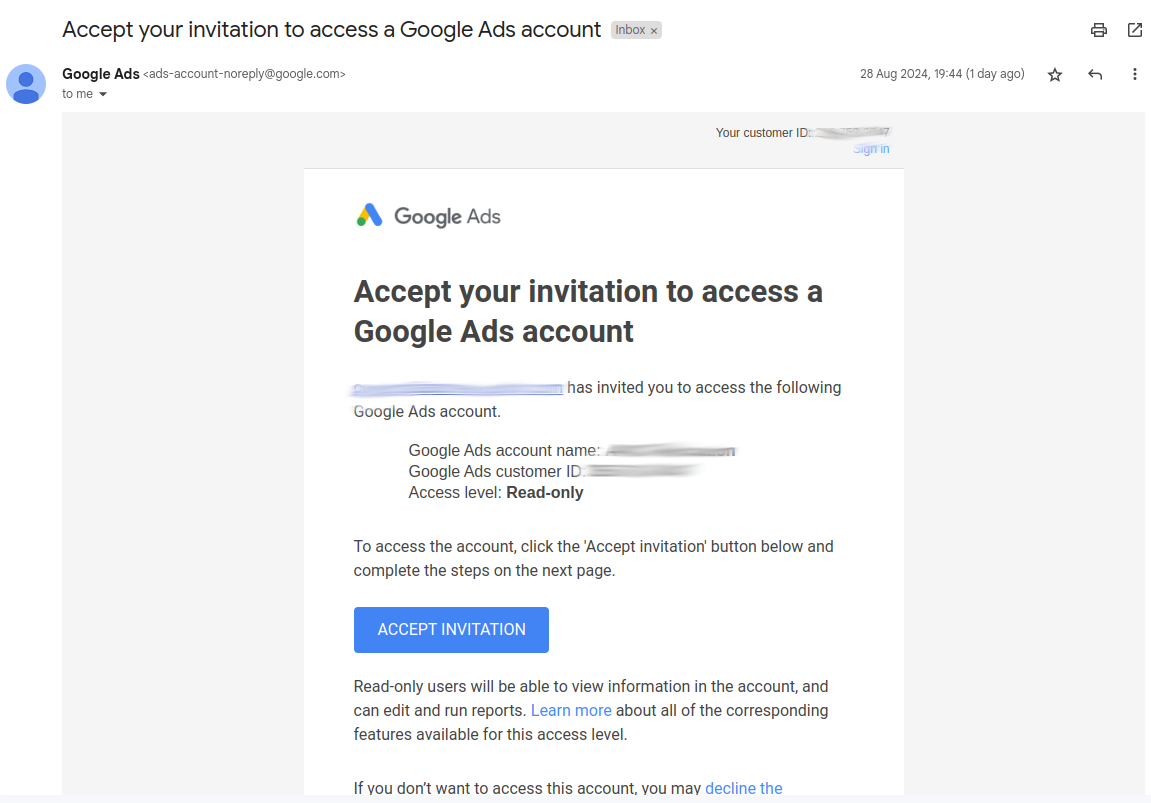 Accept your invitation to access a Google Ads account Inbox ×
Google Ads <ads-account-noreply@google.com> 28 Aug 2024, 19:44 (1 day ago)
to me
Your customer ID:
Sign in
Google Ads
Accept your invitation to access a
Google Ads account
has invited you to access the following
Google Ads account.
Google Ads account name:
Google Ads customer ID:
Access level: Read-only
To access the account, click the 'Accept invitation' button below and
complete the steps on the next page.
ACCEPT INVITATION
Read-only users will be able to view information in the account, and
can edit and run reports. Learn more about all of the corresponding
features available for this access level.
If you don’t want to access this account, you may decline the